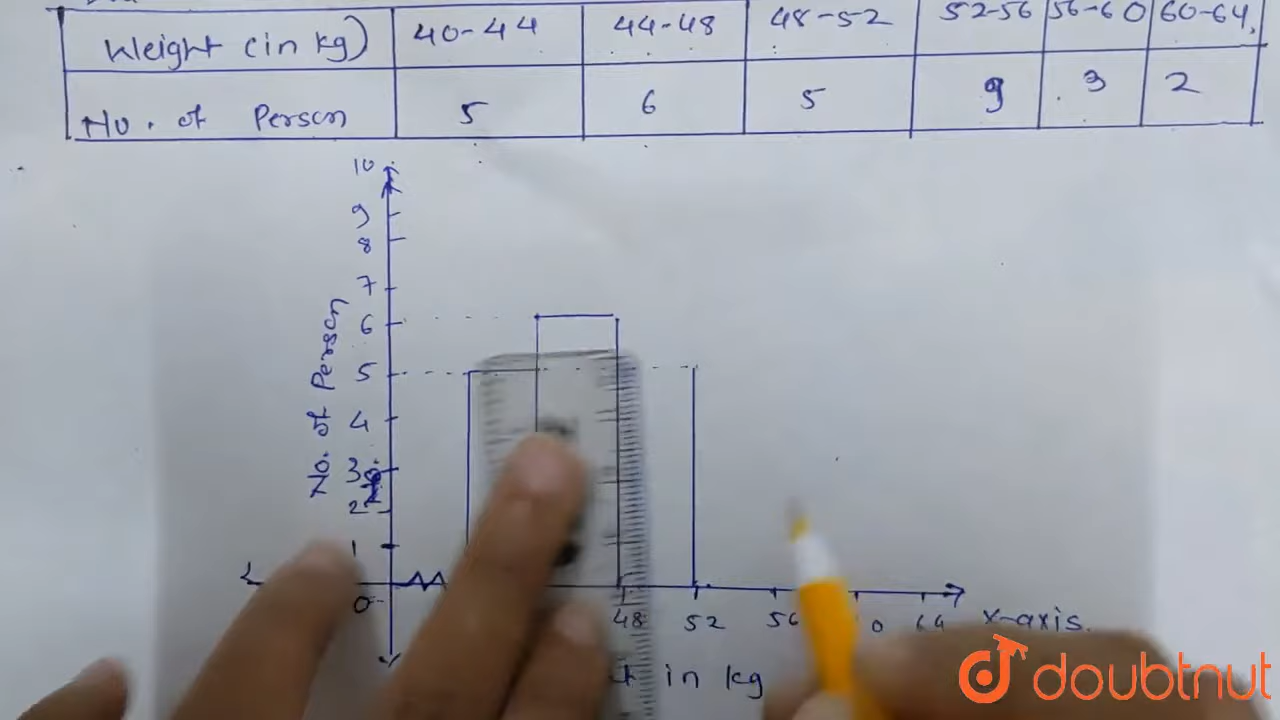 Weight (in kg) 40-44 44-48 48-52 52-56 56-60 60-64
No. of Person 5 6 5 9 3 2
10
9
8
7
6
5
4
3
2
1
0
No. of Person
48 52 56 0 64 x-axis.
t in kg
doubtnut